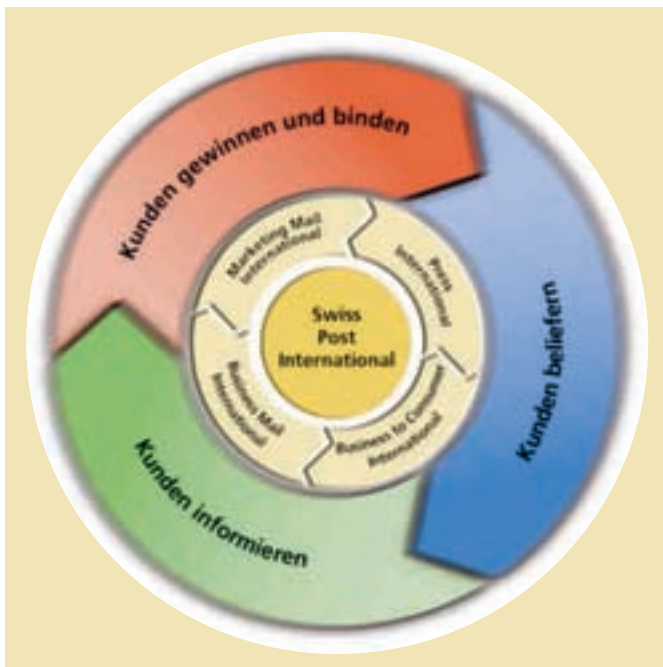 Kunden gewinnen und binden
Kunden beliefern
Kunden informieren
Marketing Mail
International
Press
International
Business to Consumer
International
Business Mail
International
Swiss
Post
International